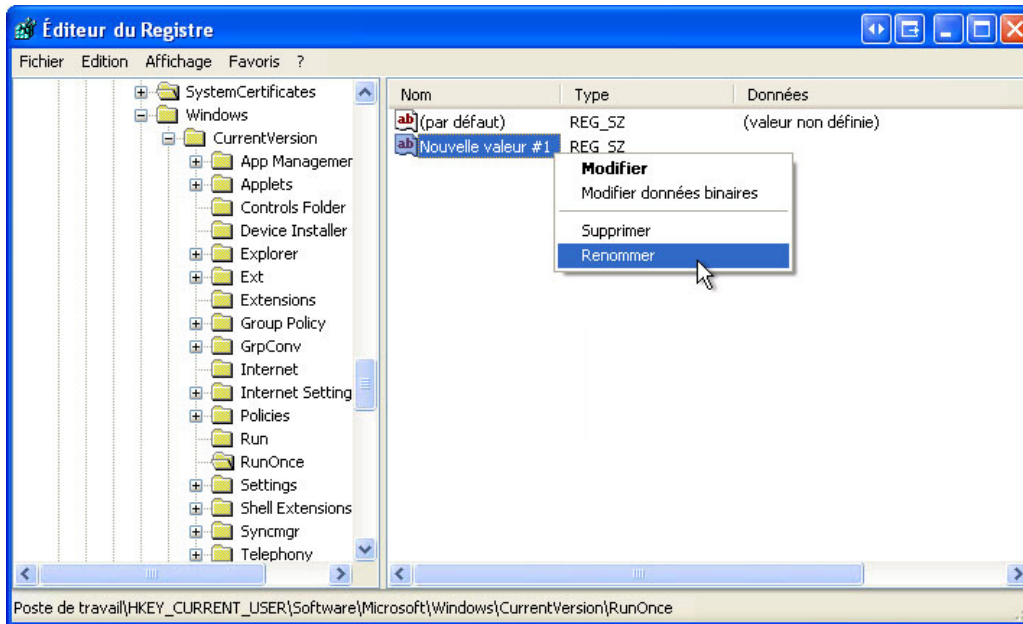 Éditeur du Registre
Fichier Edition Affichage Favoris ?
SystemCertificates
Windows
CurrentVersion
App Managemer
Applets
Controls Folder
Device Installer
Explorer
Ext
Extensions
Group Policy
GrpConv
Internet
Internet Setting
Policies
Run
RunOnce
Settings
Shell Extensions
Syncmgr
Telephony
Nom Type Données
ab (par défaut) REG_SZ (valeur non définie)
ab Nouvelle valeur #1 REG_SZ
Modifier
Modifier données binaires
Supprimer
Renommer
Poste de travail\HKEY_CURRENT_USER\Software\Microsoft\Windows\CurrentVersion\RunOnce